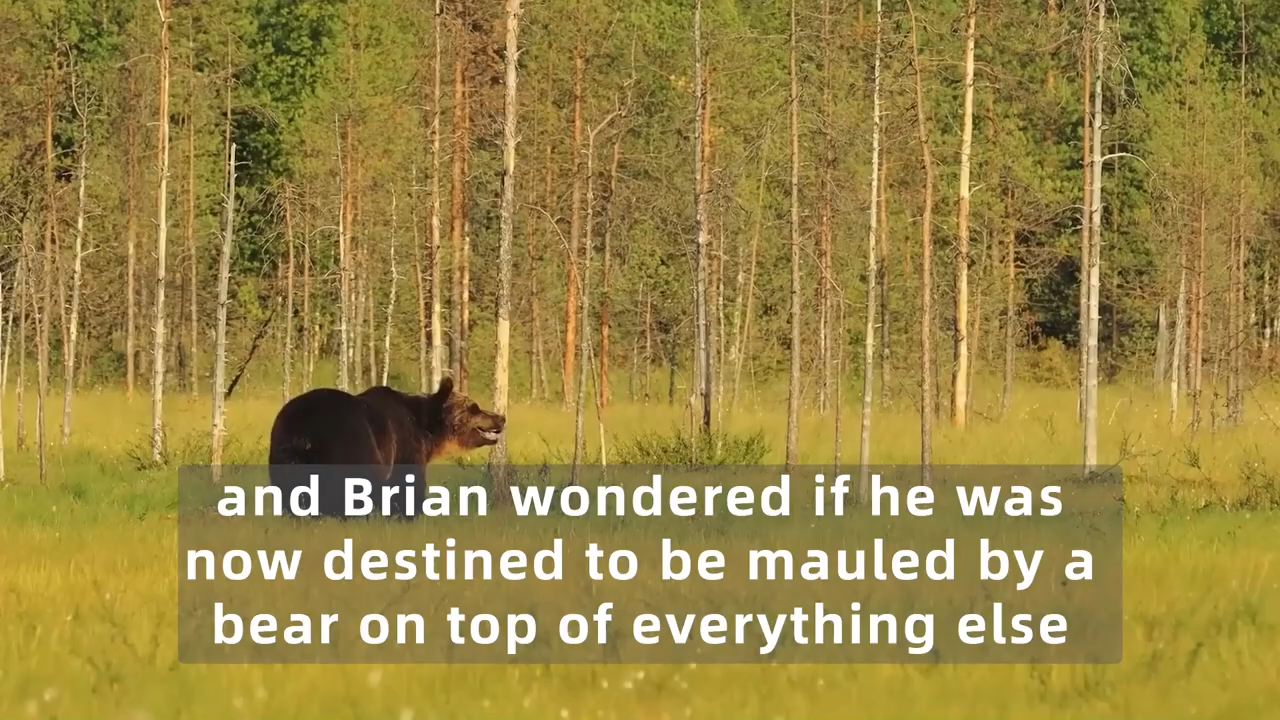 and Brian wondered if he was
now destined to be mauled by a
bear on top of everything else